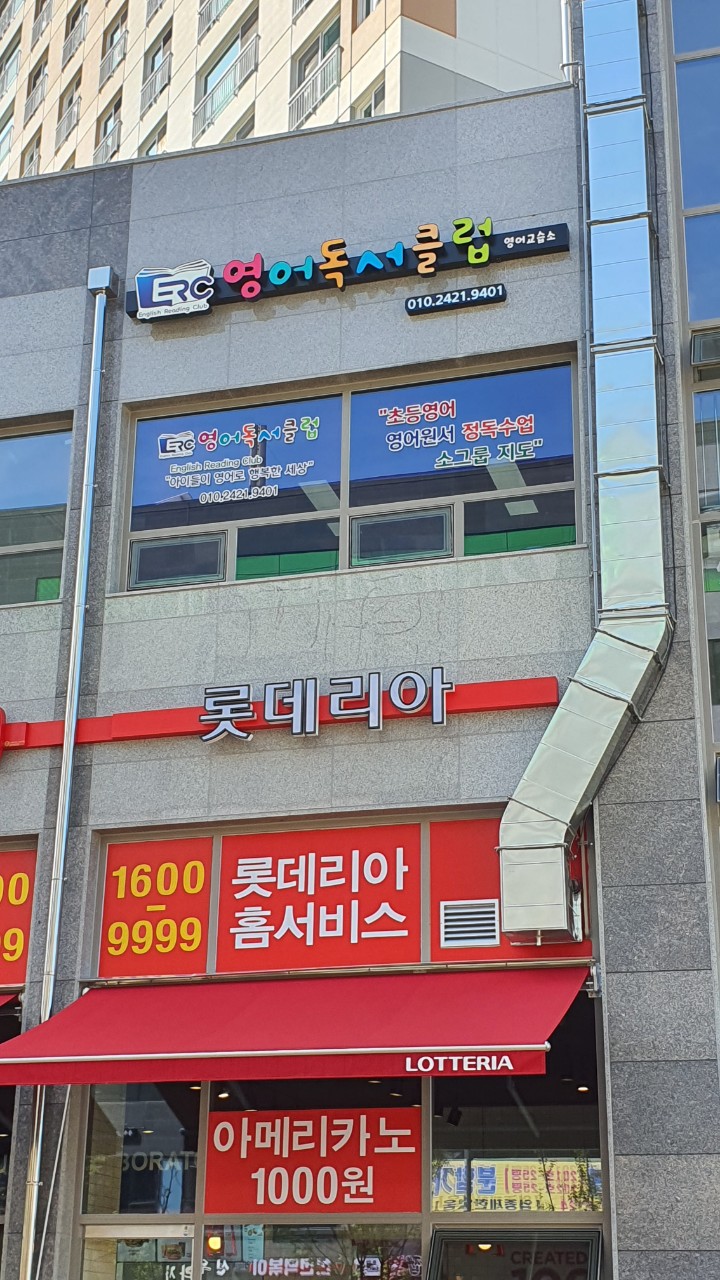 ERC
English Reading Club
영어독서클럽 영어교습소
010.2421.9401
ERC 영어독서클럽
English Reading Club
"아이들이 영어로 행복한 세상"
010.2421.9401
"초등영어
영어원서 정독수업
소그룹 지도"
롯데리아
00
99
1600
-
9999
롯데리아
홈서비스
LOTTERIA
아메리카노
1000원
BORAT
CREATED